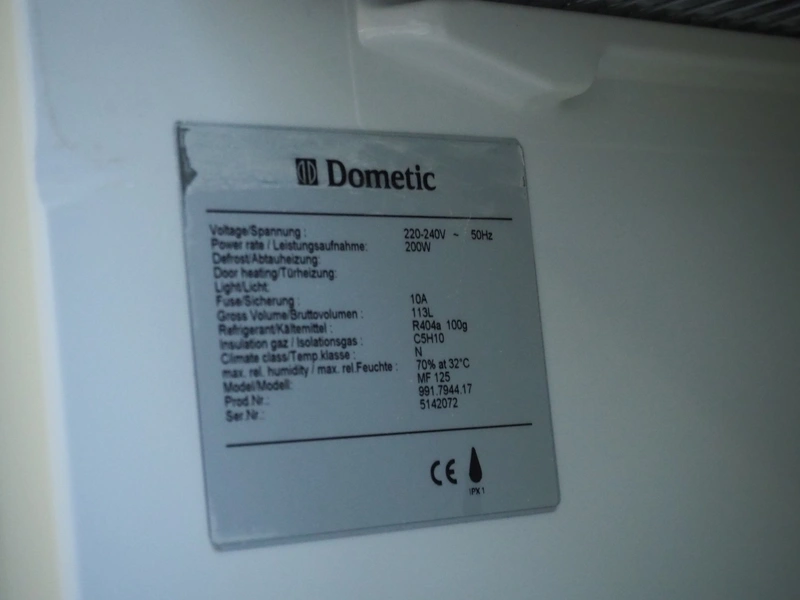 Dometic
Voltage/Spannung : 220-240V ~ 50Hz
Power rate / Leistungsaufnahme: 200W
Defrost/Abtauheizung:
Door heating/Türheizung:
Light/Licht:
Fuse/Sicherung : 10A
Gross Volume/Bruttovolumen : 113L
Refrigerant/Kältemittel : R404a 100g
Insulation gaz / Isolationsgas : C5H10
Climate class/Temp.klasse : N
max. rel. humidity / max. rel.Feuchte : 70% at 32°C
Model/Modell: MF 125
Prod.Nr.: 991.7944.17
Ser.Nr.: 5142072
CE
IPX1